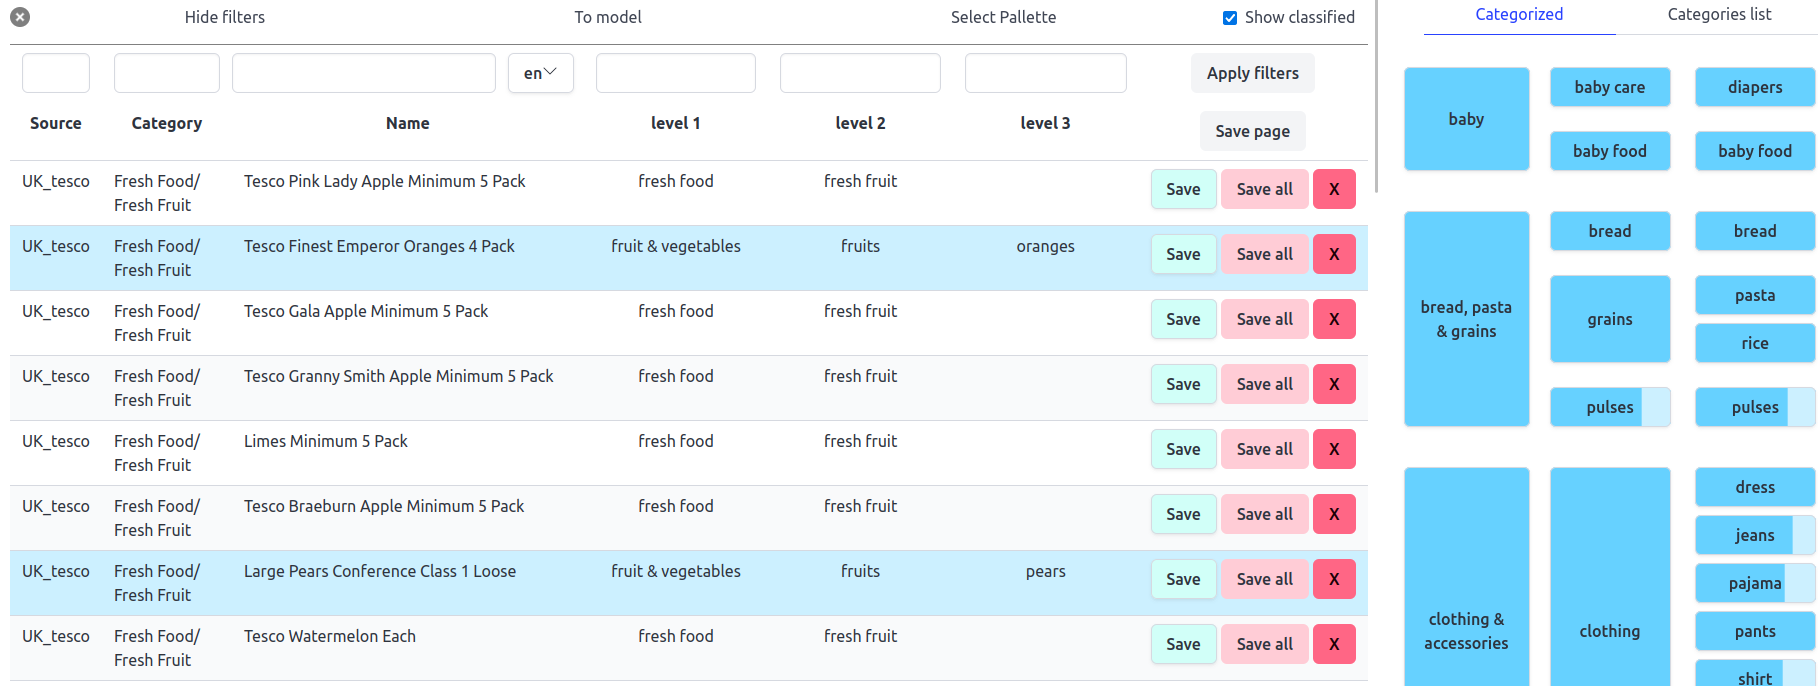 Hide filters To model Select Pallette Show classified
en Apply filters
Source Category Name level 1 level 2 level 3 Save page
UK_tesco Fresh Food/ Tesco Pink Lady Apple Minimum 5 Pack fresh food fresh fruit Save Save all X
Fresh Fruit
UK_tesco Fresh Food/ Tesco Finest Emperor Oranges 4 Pack fruit & vegetables fruits oranges Save Save all X
Fresh Fruit
UK_tesco Fresh Food/ Tesco Gala Apple Minimum 5 Pack fresh food fresh fruit Save Save all X
Fresh Fruit
UK_tesco Fresh Food/ Tesco Granny Smith Apple Minimum 5 Pack fresh food fresh fruit Save Save all X
Fresh Fruit
UK_tesco Fresh Food/ Limes Minimum 5 Pack fresh food fresh fruit Save Save all X
Fresh Fruit
UK_tesco Fresh Food/ Tesco Braeburn Apple Minimum 5 Pack fresh food fresh fruit Save Save all X
Fresh Fruit
UK_tesco Fresh Food/ Large Pears Conference Class 1 Loose fruit & vegetables fruits pears Save Save all X
Fresh Fruit
UK_tesco Fresh Food/ Tesco Watermelon Each fresh food fresh fruit Save Save all X
Fresh Fruit
Categorized Categories list
baby
baby care diapers
baby food baby food
bread, pasta
& grains
bread bread
grains
pasta
rice
pulses pulses
clothing &
accessories
clothing
dress
jeans
pajama
pants
shirt